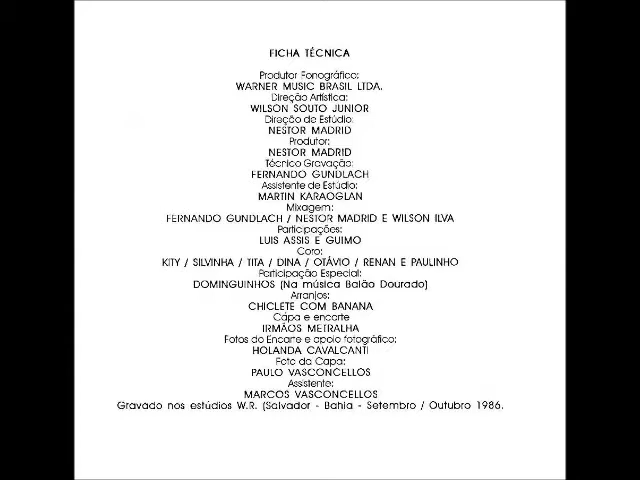 FICHA TÉCNICA
Produtor Fonográfico:
WARNER MUSIC BRASIL LTDA.
Direção Artística:
WILSON SOUTO JUNIOR
Direção de Estúdio:
NESTOR MADRID
Produtor:
NESTOR MADRID
Técnico Gravação:
FERNANDO GUNDLACH
Assistente de Estúdio:
MARTIN KARAOGLAN
Mixagem:
FERNANDO GUNDLACH / NESTOR MADRID E WILSON ILVA
Participações:
LUIS ASSIS E GUIMO
Coro:
KITY / SILVINHA / TITA / DINA / OTÁVIO / RENAN E PAULINHO
Participação Especial:
DOMINGUINHOS (Na música Balão Dourado)
Arranjos:
CHICLETE COM BANANA
Capa e encarte
IRMÃOS METRALHA
Fotos do Encarte e apoio fotográfico:
HOLANDA CAVALCANTI
Foto da Capa:
PAULO VASCONCELLOS
Assistente:
MARCOS VASCONCELLOS
Gravado nos estúdios W.R. (Salvador - Bahia - Setembro / Outubro 1986.